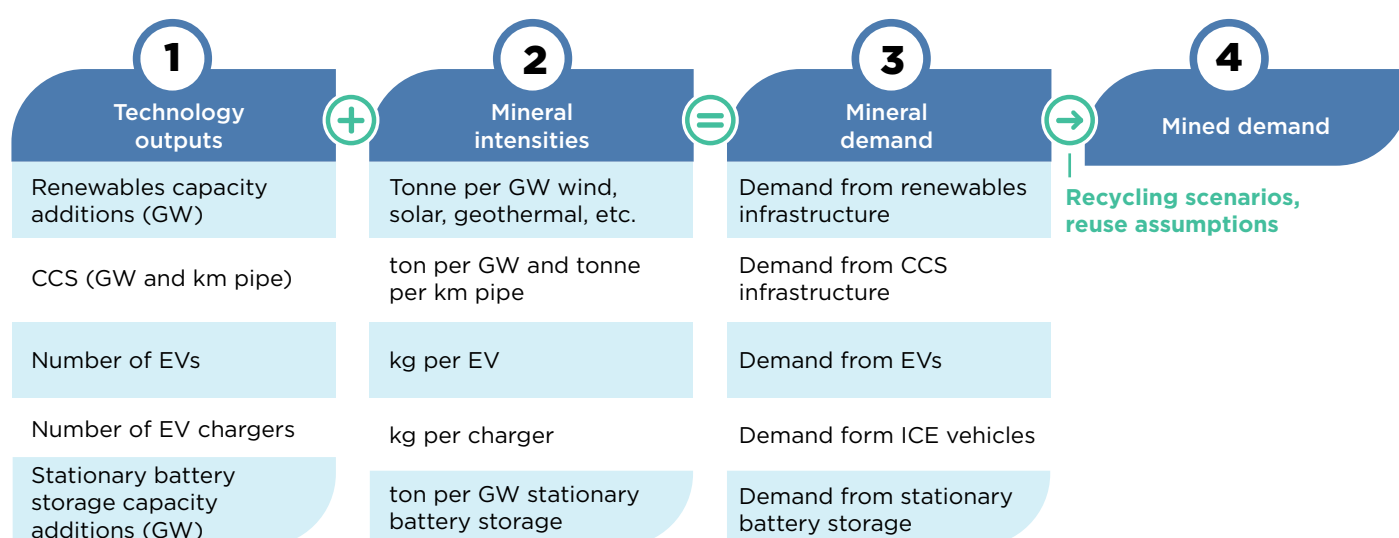 1
Technology
outputs
+
2
Mineral
intensities
=
3
Mineral
demand
→
4
Mined demand
Recycling scenarios,
reuse assumptions
Renewables capacity
additions (GW)
Tonne per GW wind,
solar, geothermal, etc.
Demand from renewables
infrastructure
CCS (GW and km pipe)
ton per GW and tonne
per km pipe
Demand from CCS
infrastructure
Number of EVs
kg per EV
Demand from EVs
Number of EV chargers
kg per charger
Demand form ICE vehicles
Stationary battery
storage capacity
additions (GW)
ton per GW stationary
battery storage
Demand from stationary
battery storage